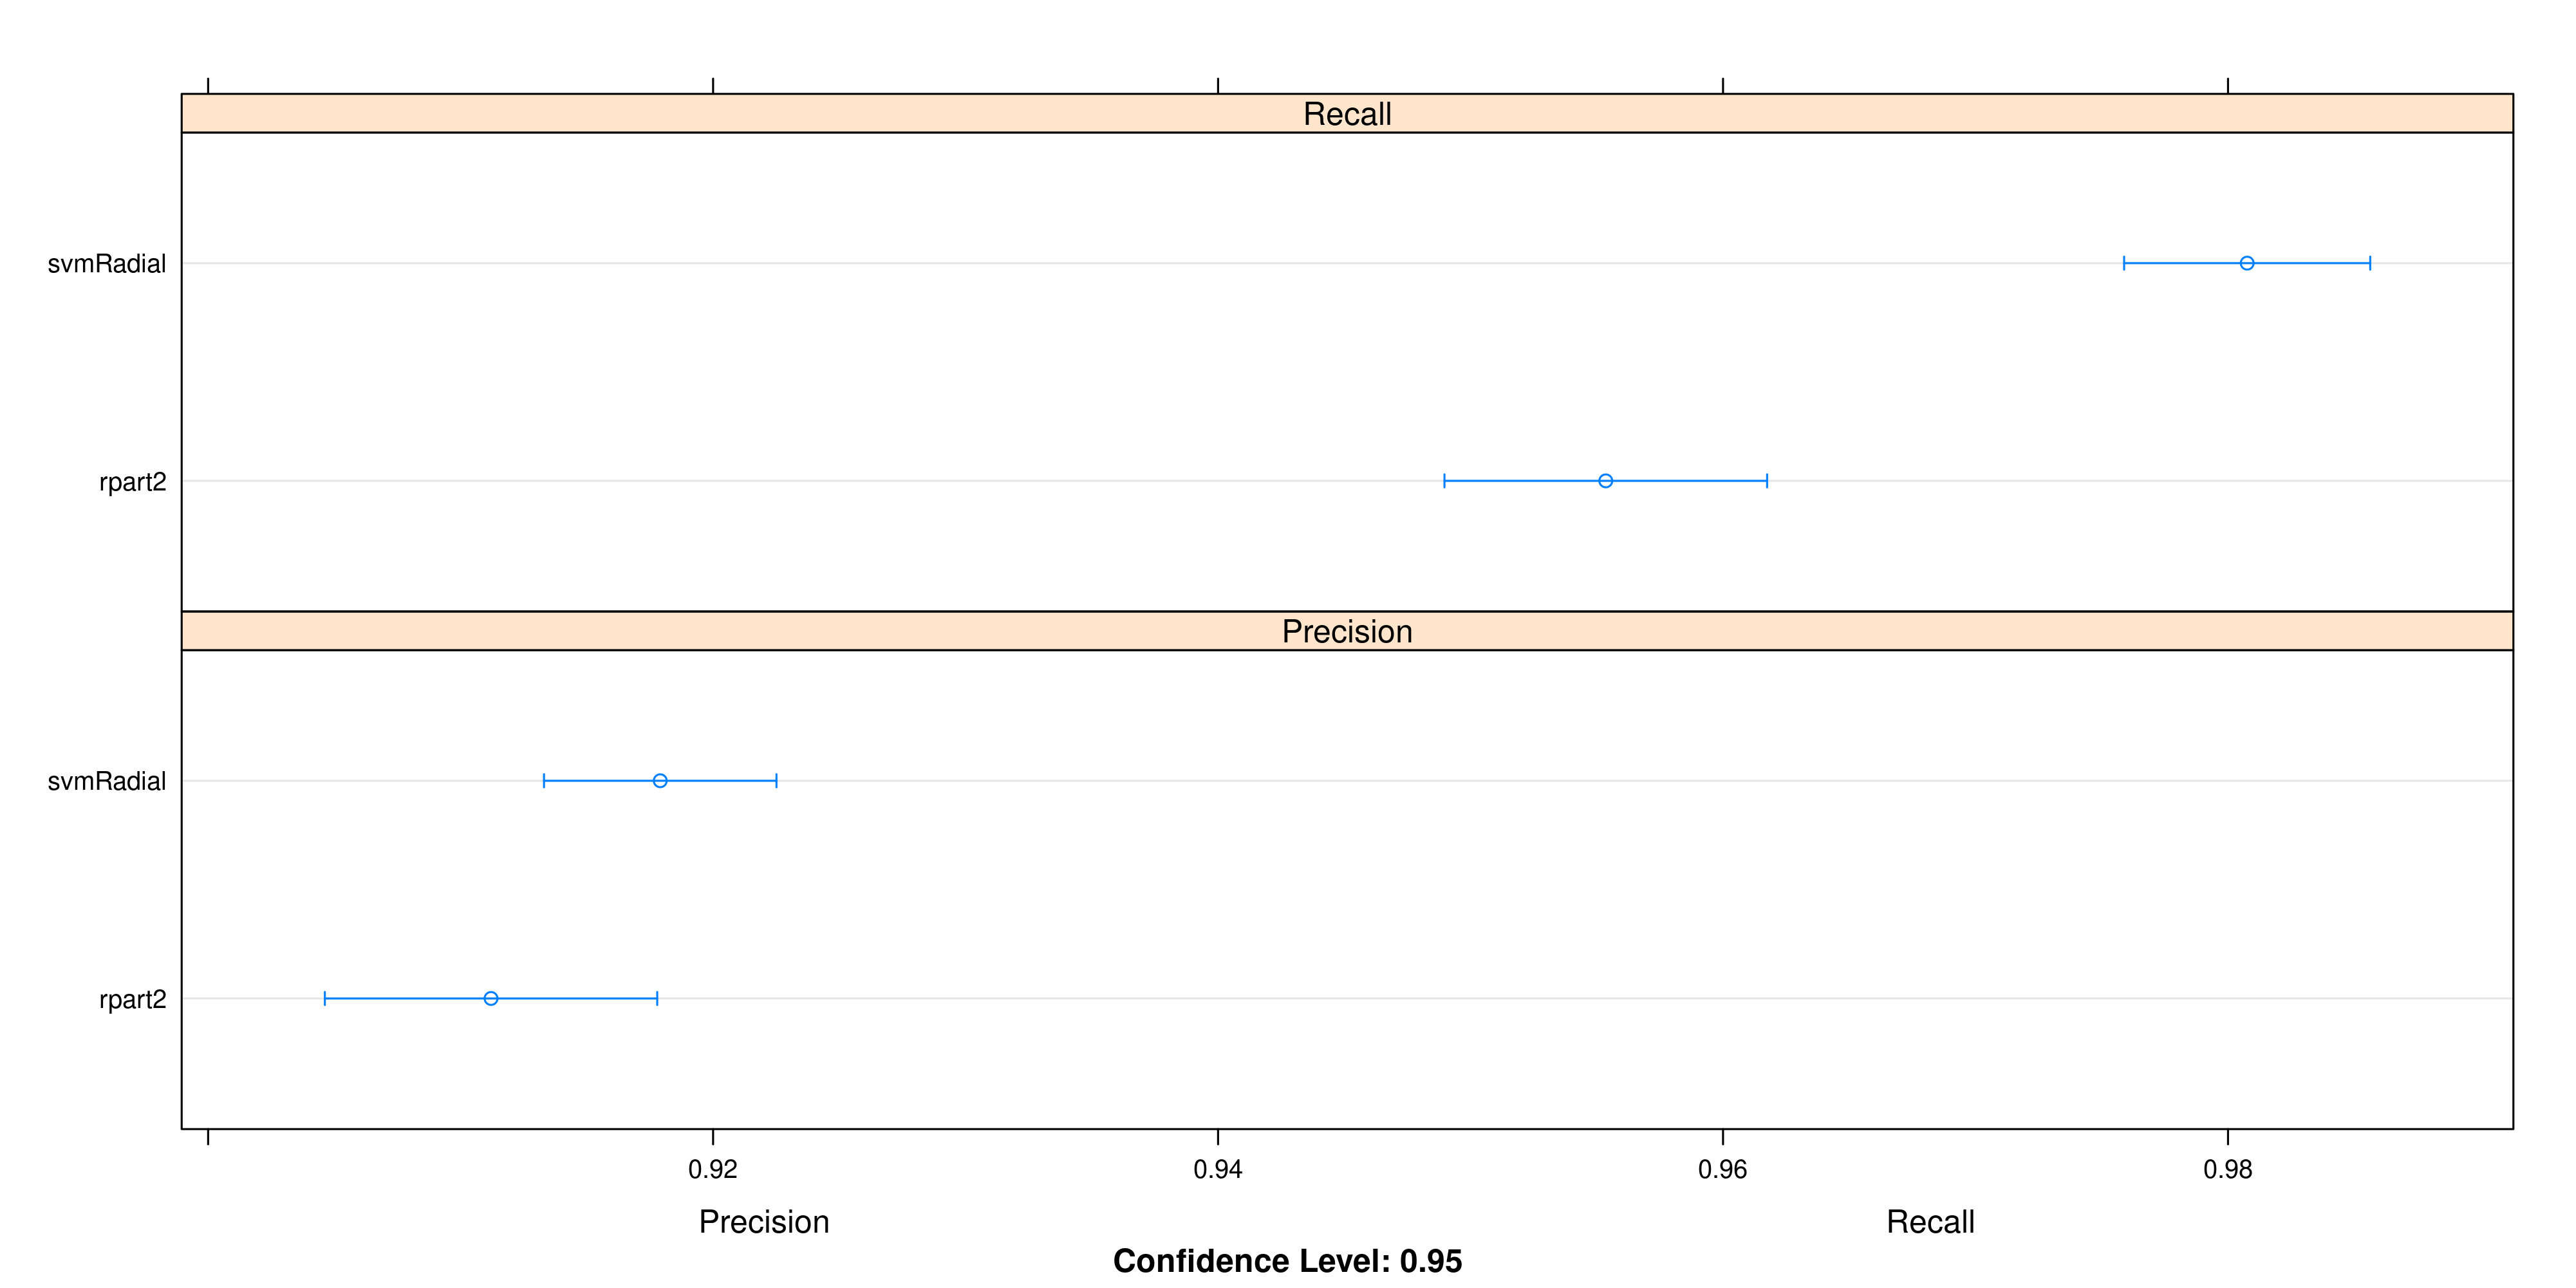 Recall
svmRadial
rpart2
Precision
svmRadial
rpart2
0.92 0.94 0.96 0.98
Precision Recall
Confidence Level: 0.95